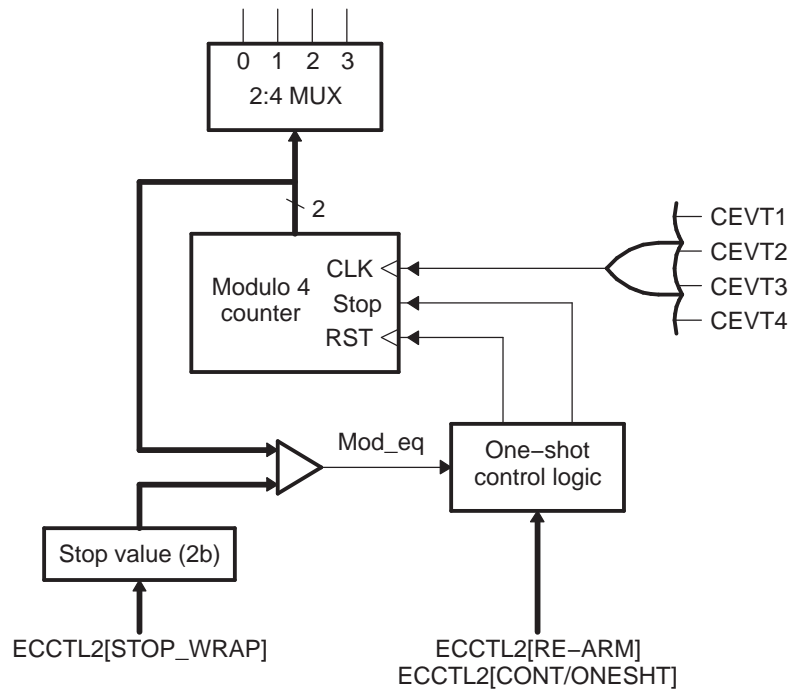 0 1 2 3
2:4 MUX
2
CEVT1
CEVT2
CEVT3
CEVT4
Modulo 4
counter
CLK
Stop
RST
Mod_eq
One−shot
control logic
Stop value (2b)
ECCTL2[STOP_WRAP]
ECCTL2[RE−ARM]
ECCTL2[CONT/ONESHT]